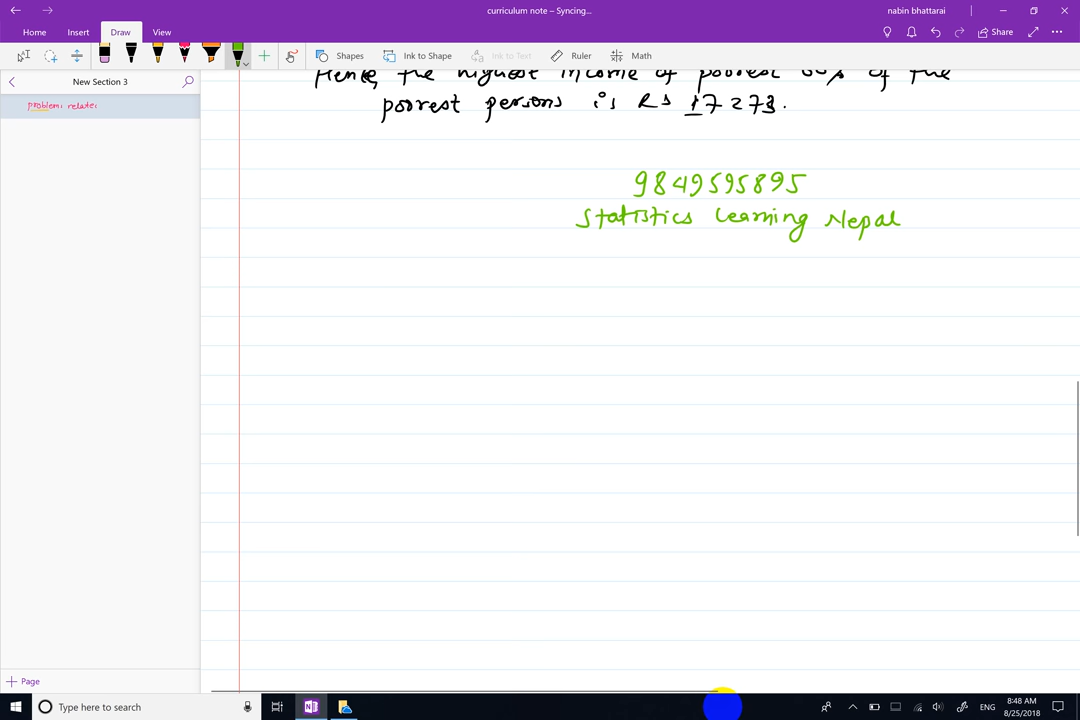 curriculum note – Syncing...
nabin bhattarai
Home Insert Draw View
Share
Shapes Ink to Shape Ink to Text Ruler Math
New Section 3
Hence, the highest income of poorest of the
poorest persons is Rs 17273.
9849595895
Statistics Learning Nepal
problems related
Page
Type here to search
ENG
8:48 AM
8/25/2018